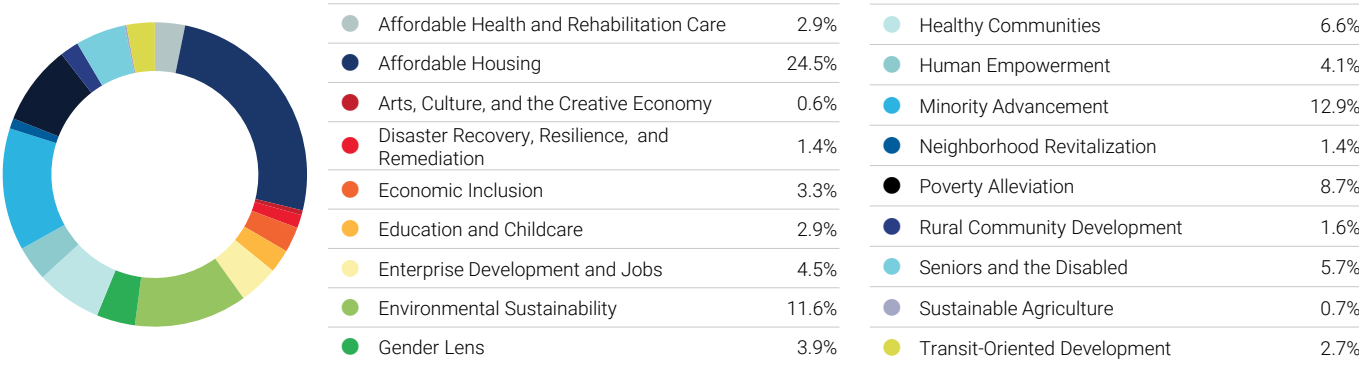 Affordable Health and Rehabilitation Care 2.9%
Affordable Housing 24.5%
Arts, Culture, and the Creative Economy 0.6%
Disaster Recovery, Resilience, and
Remediation 1.4%
Economic Inclusion 3.3%
Education and Childcare 2.9%
Enterprise Development and Jobs 4.5%
Environmental Sustainability 11.6%
Gender Lens 3.9%
Healthy Communities 6.6%
Human Empowerment 4.1%
Minority Advancement 12.9%
Neighborhood Revitalization 1.4%
Poverty Alleviation 8.7%
Rural Community Development 1.6%
Seniors and the Disabled 5.7%
Sustainable Agriculture 0.7%
Transit-Oriented Development 2.7%